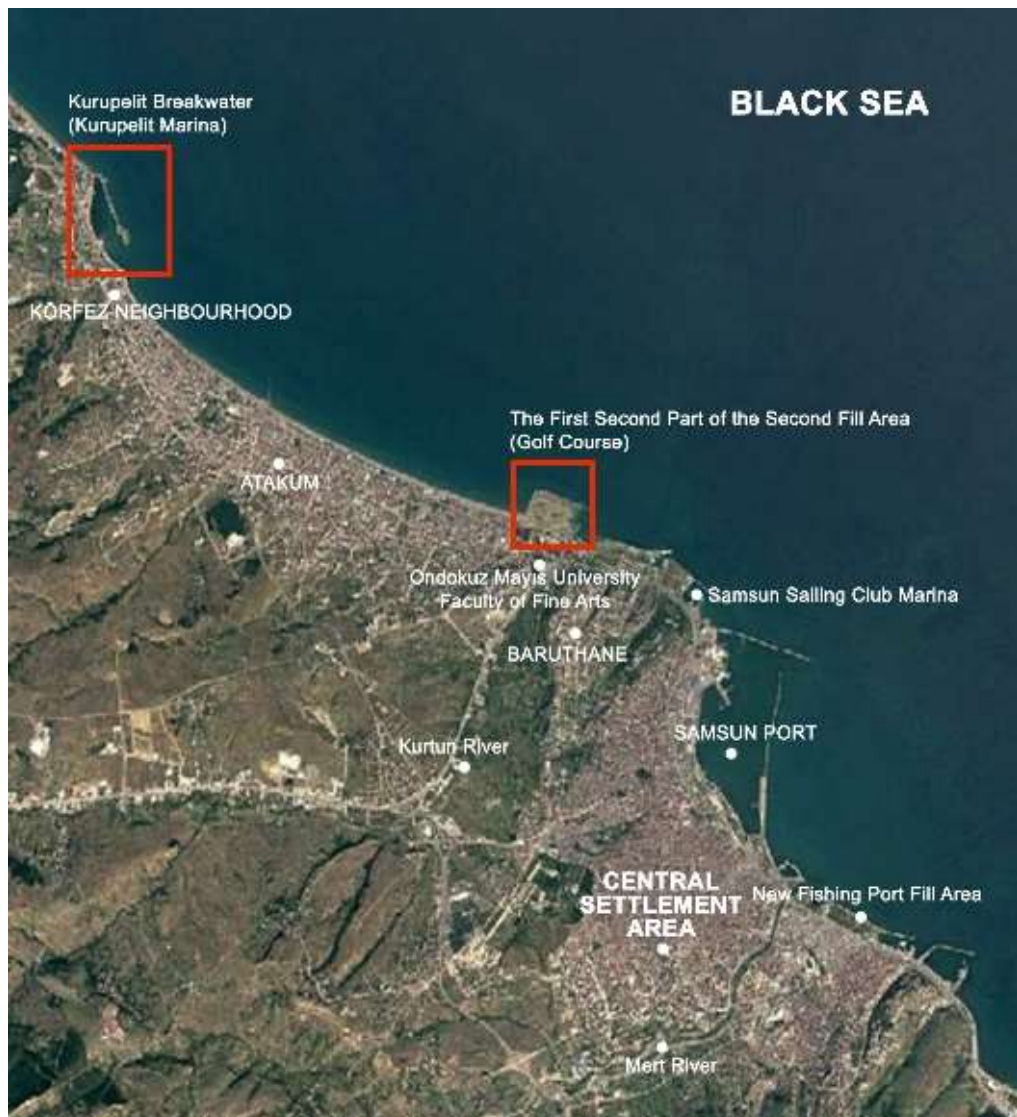 Kurupelit Breakwater
(Kurupelit Marina)
BLACK SEA
KÖRFEZ NEIGHBOURHOOD
The First Second Part of the Second Fill Area
(Golf Course)
ATAKUM
Ondokuz Mayıs University
Faculty of Fine Arts
Samsun Sailing Club Marina
BARUTHANE
SAMSUN PORT
Kurtun River
CENTRAL
SETTLEMENT
AREA
New Fishing Port Fill Area
Mert River